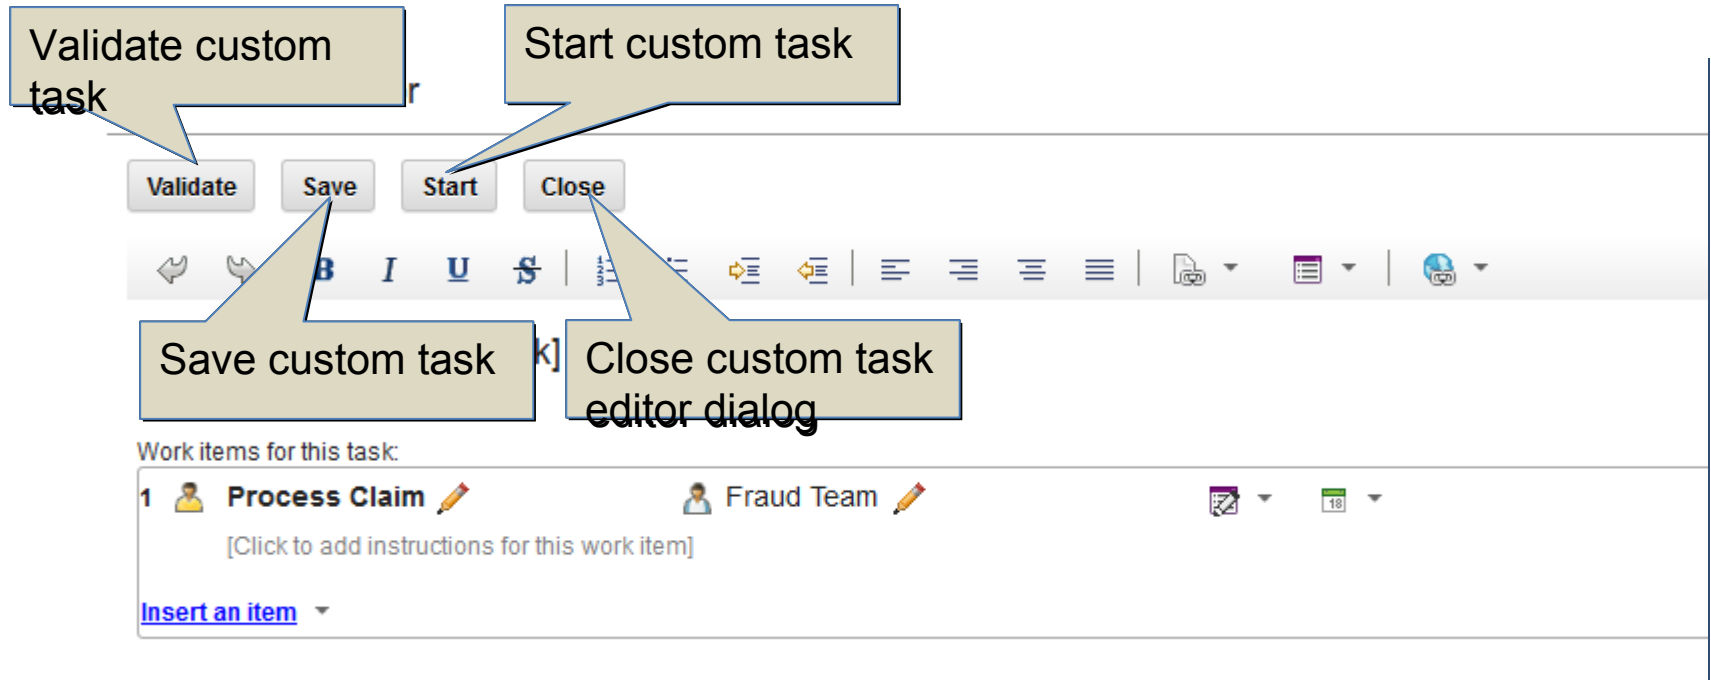 Validate custom
task
Start custom task
r
Validate
Save
Start
Close
B I U S
Save custom task
k]
Close custom task
editor dialog
Work items for this task:
1 Process Claim Fraud Team 18
[Click to add instructions for this work item]
Insert an item